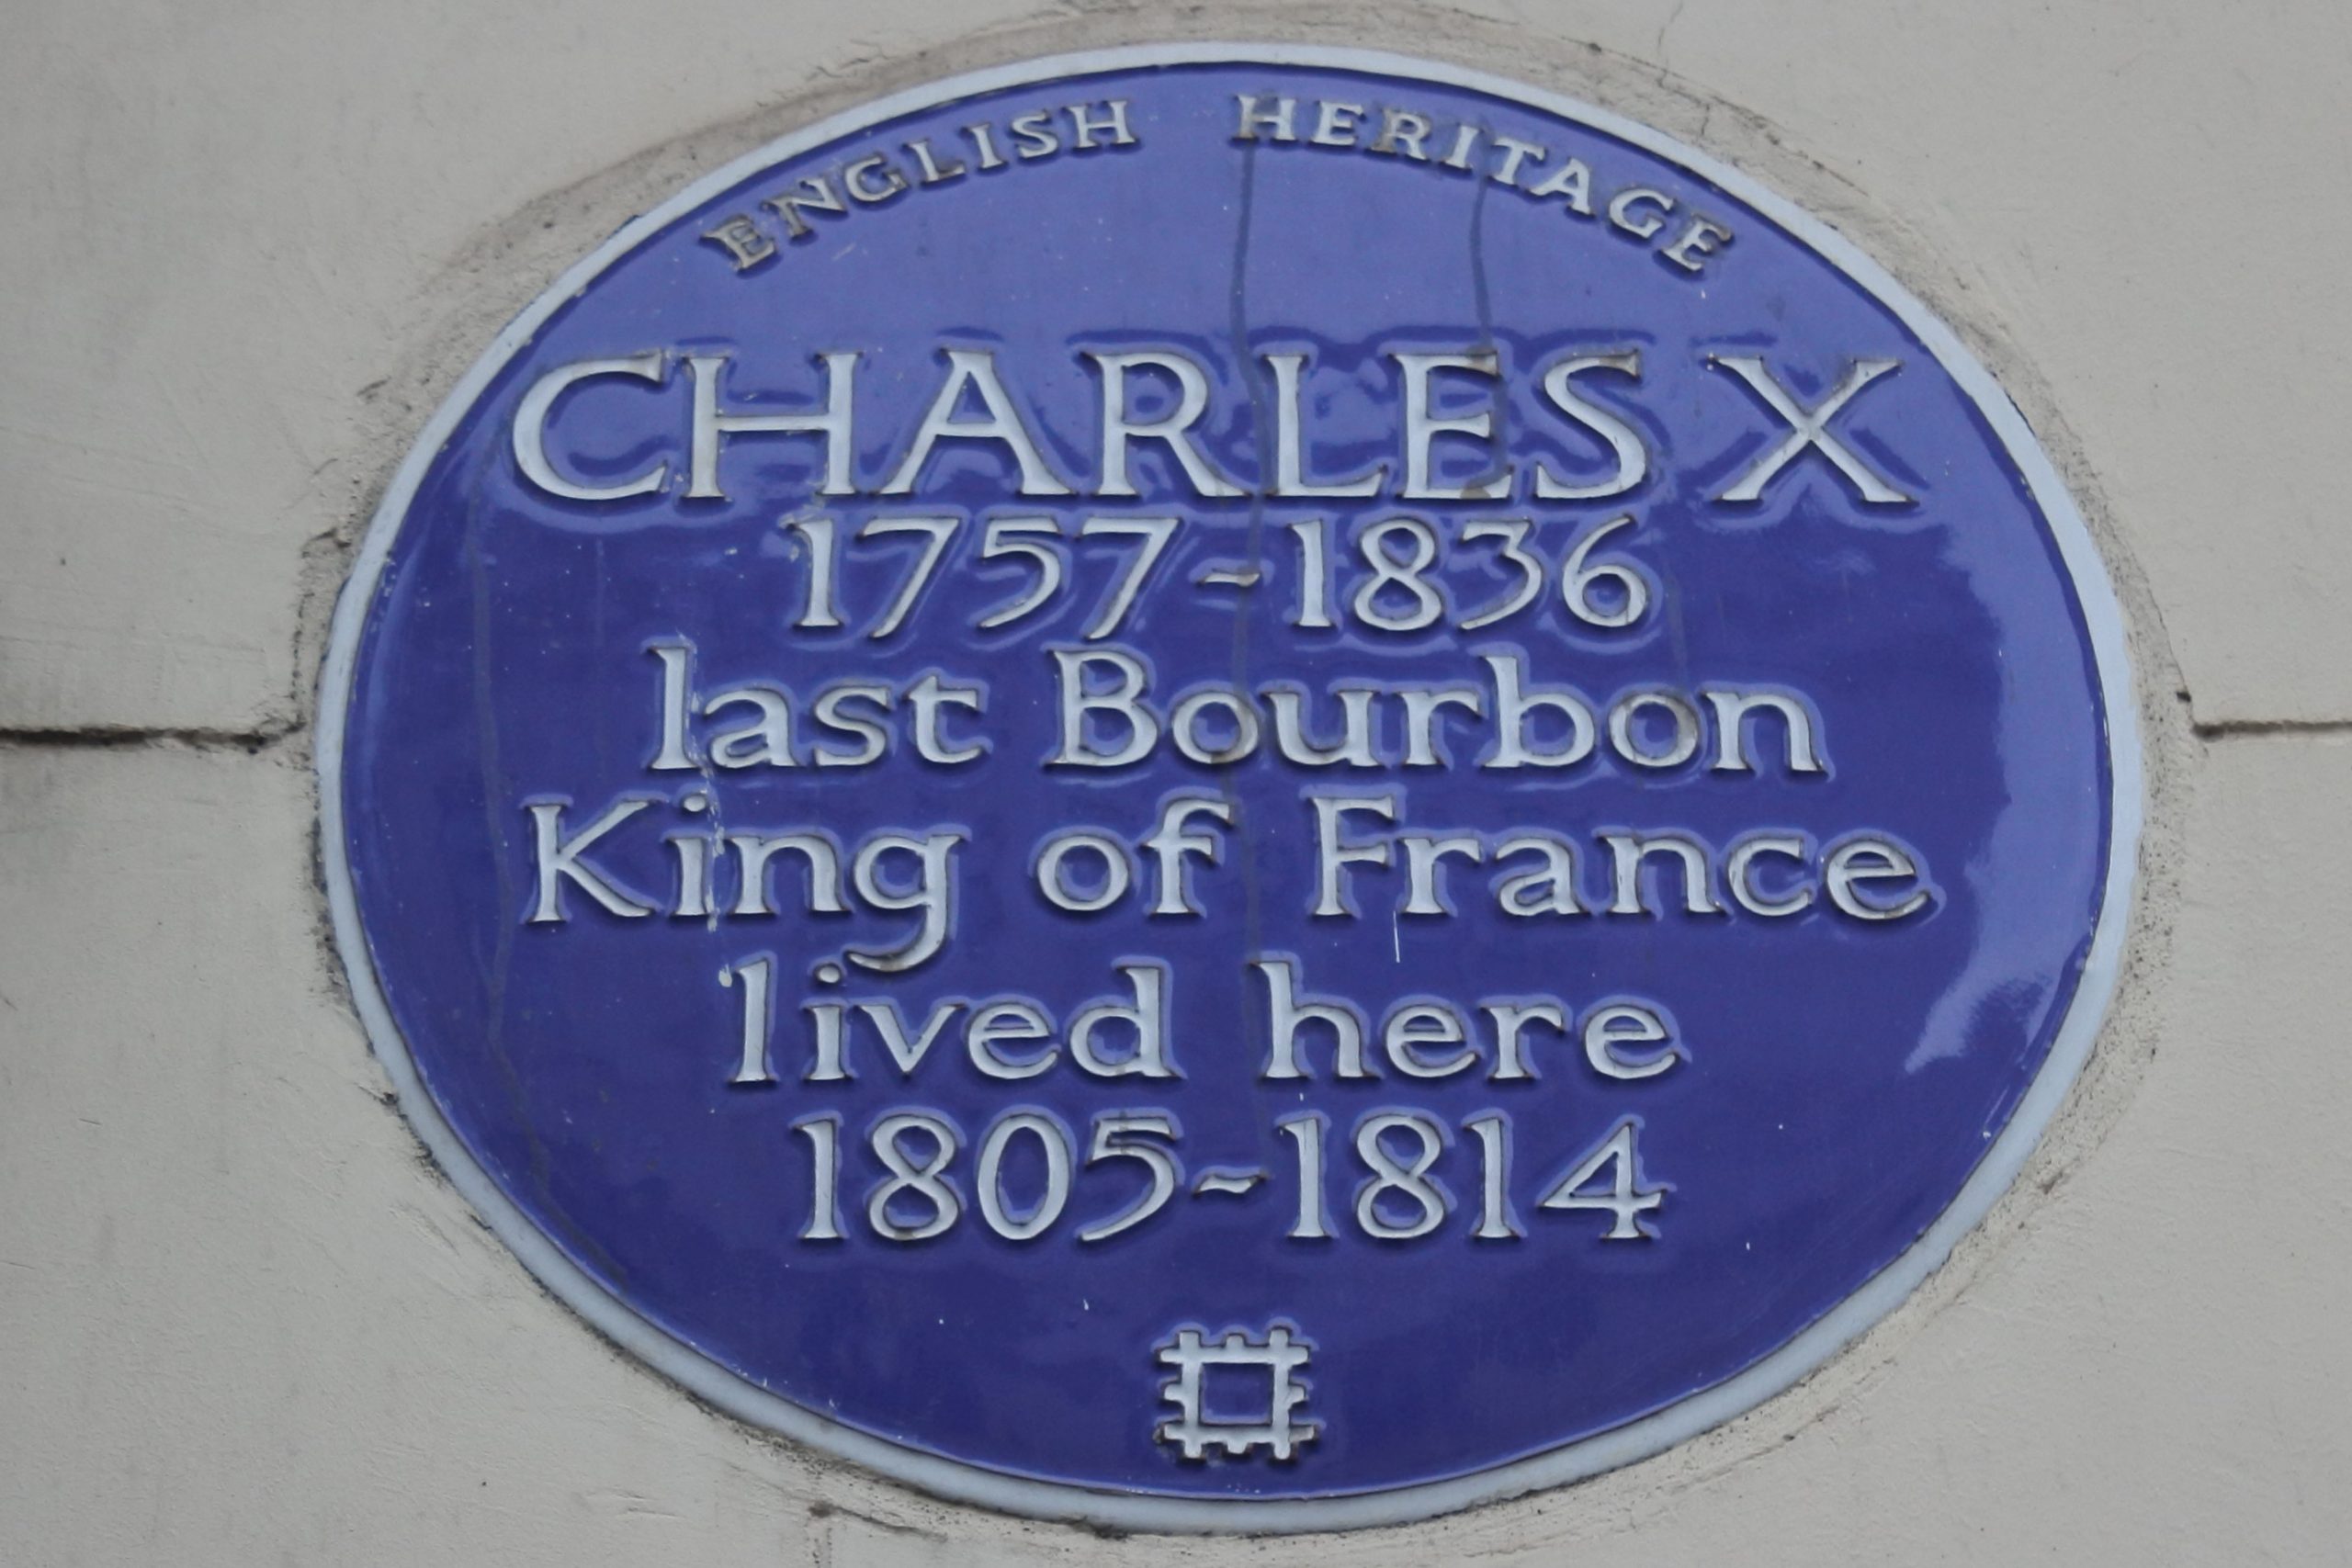 ENGLISH HERITAGE
CHARLES X
1757-1836
last Bourbon
King of France
lived here
1805-1814